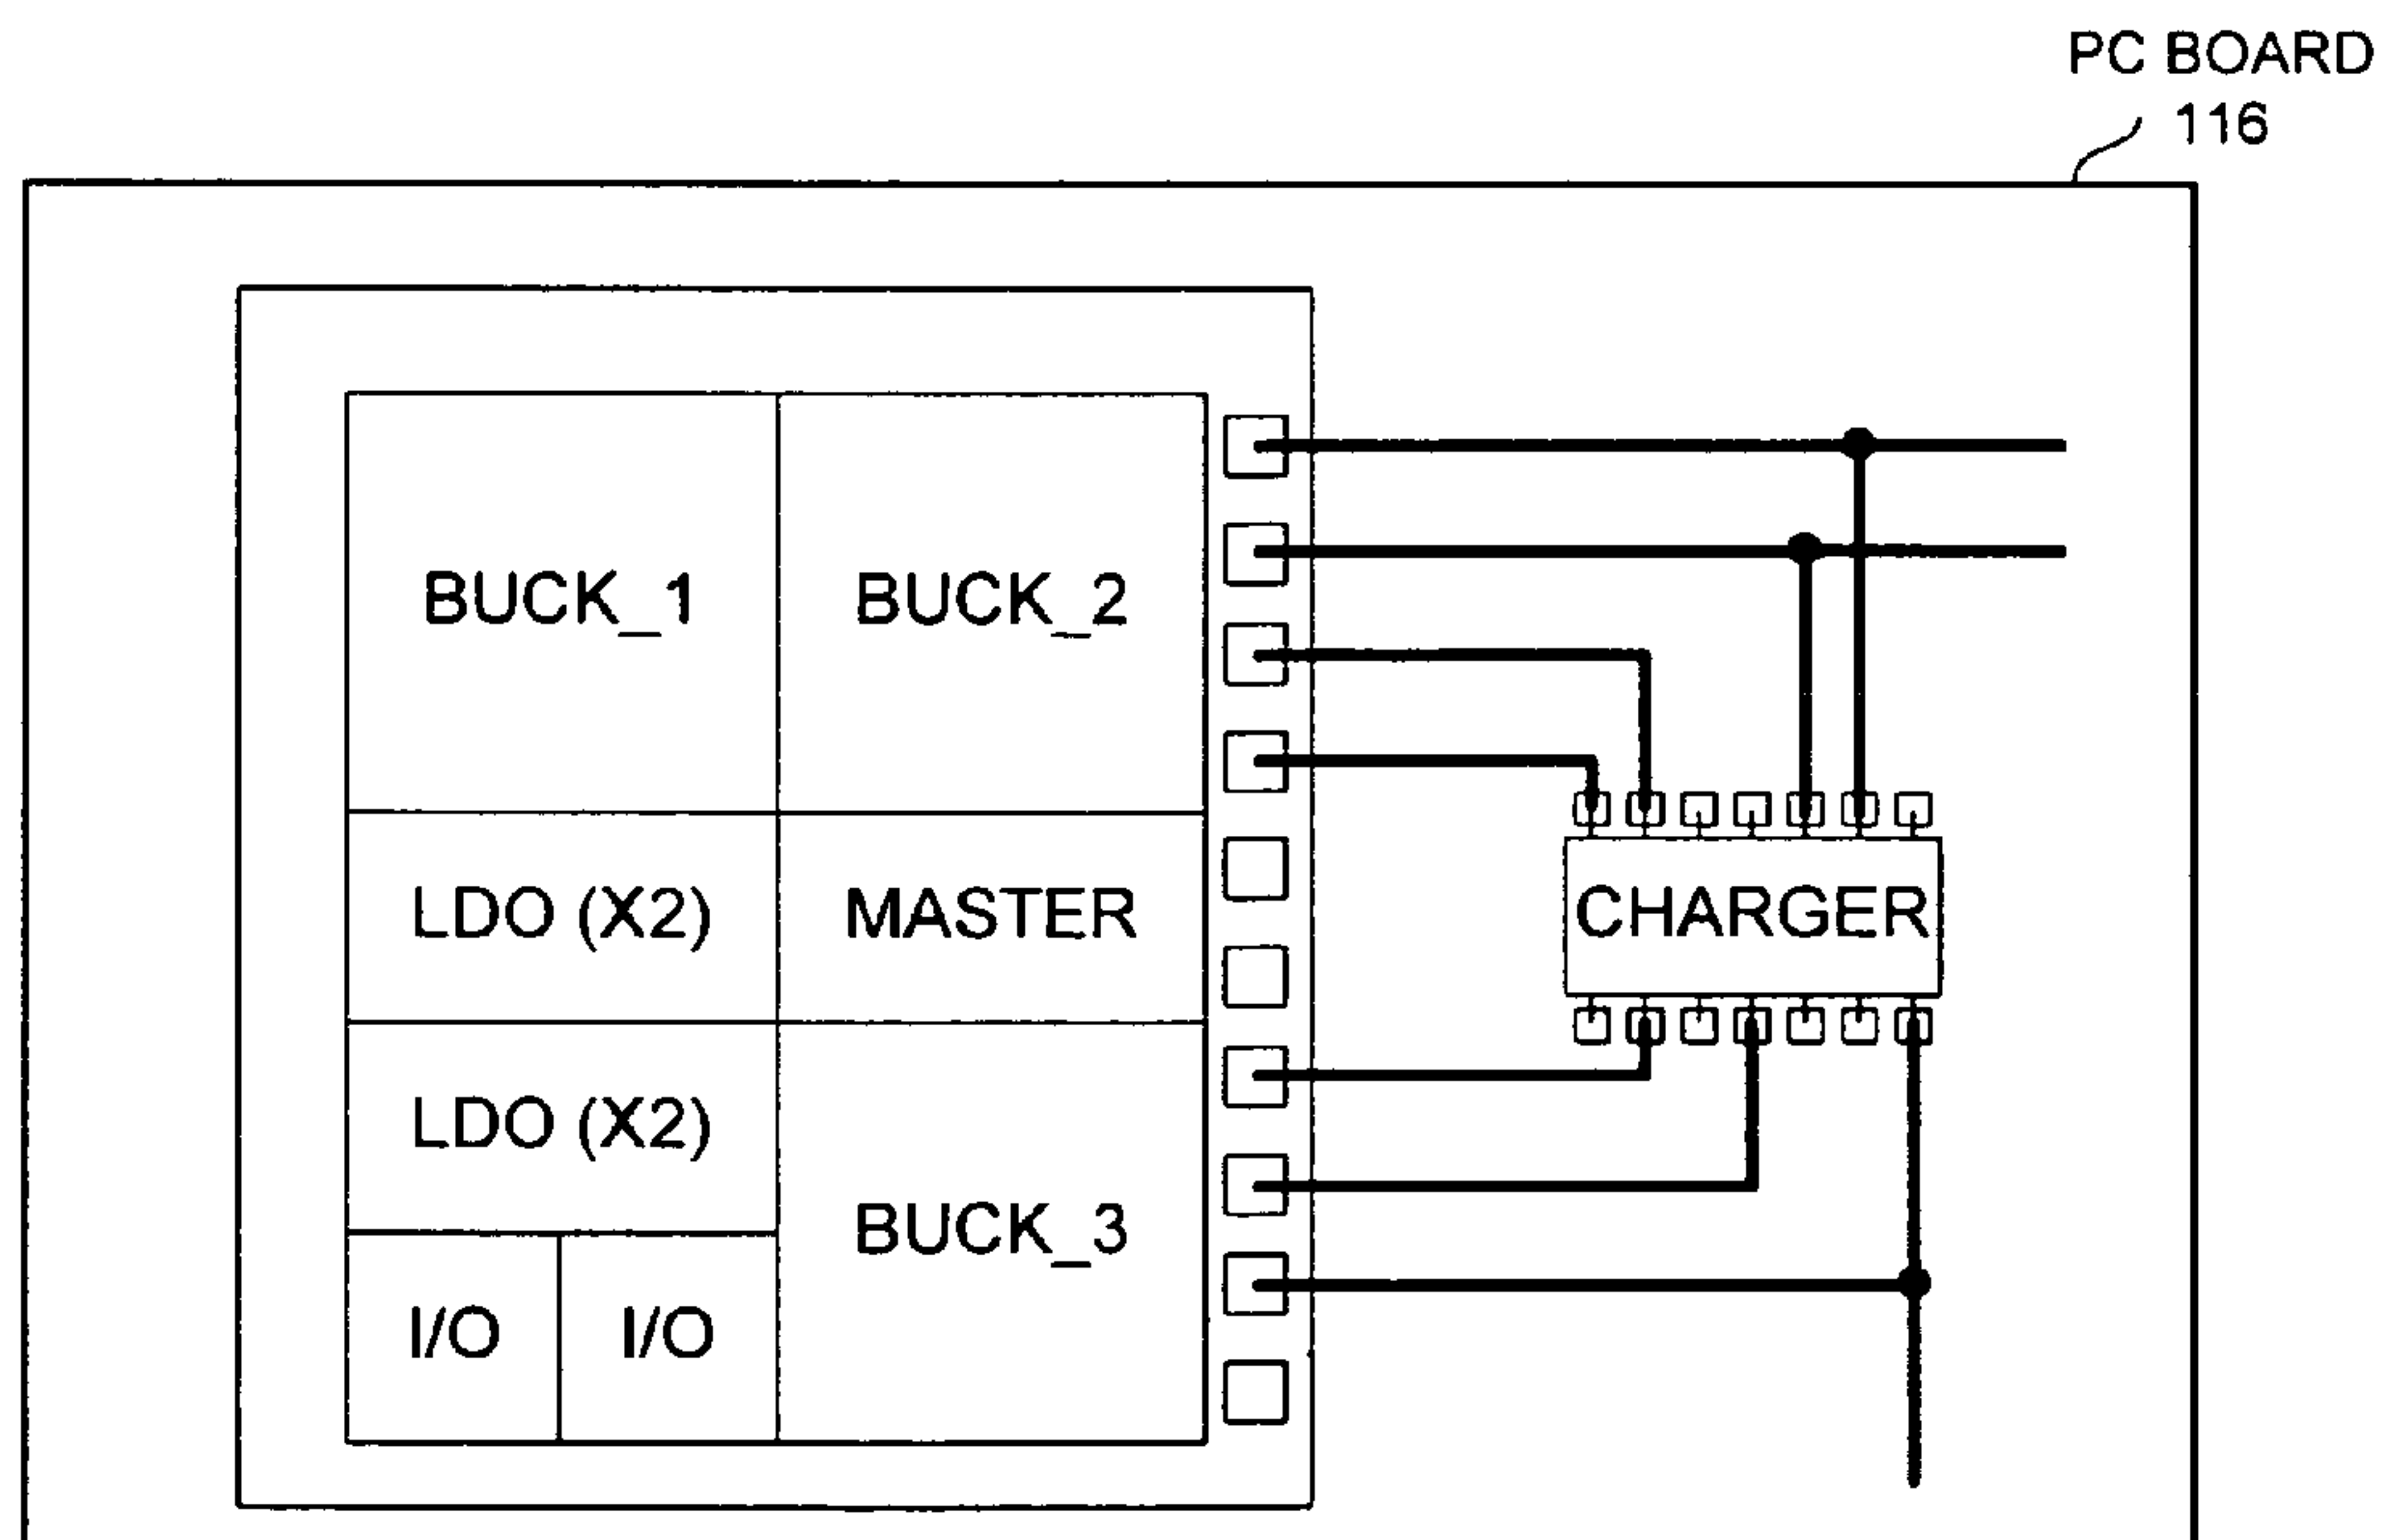 PC BOARD
116
BUCK_1
BUCK_2
LDO (X2)
MASTER
CHARGER
LDO (X2)
BUCK_3
I/O
I/O